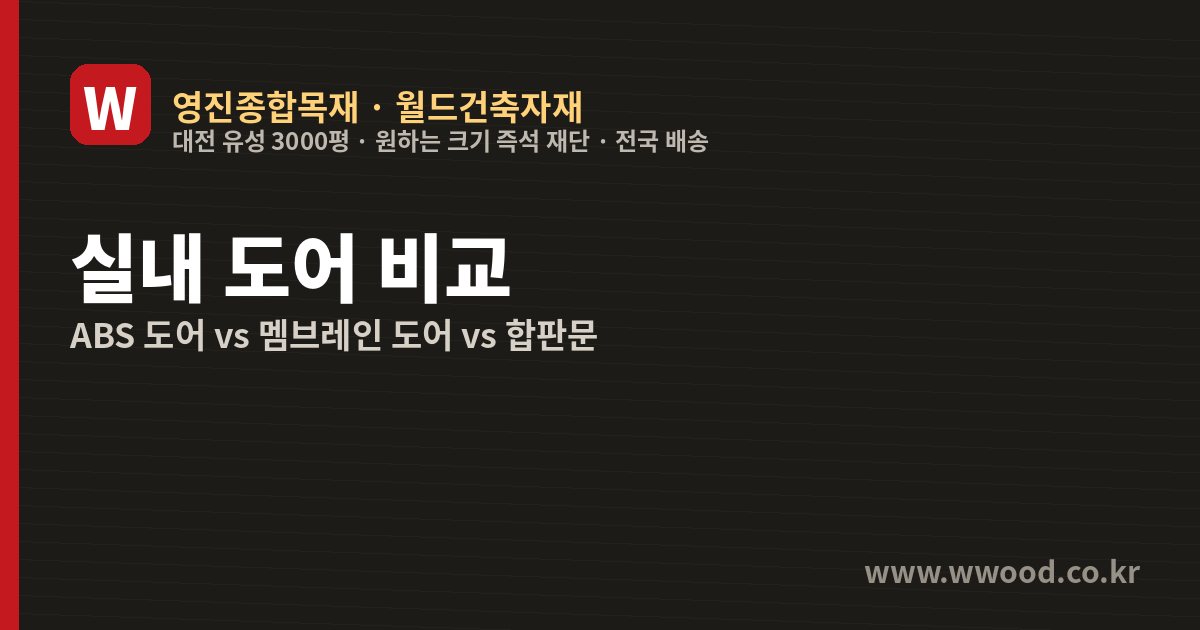 W
영진종합목재 · 월드건축자재
대전 유성 3000평 · 원하는 크기 즉석 재단 · 전국 배송
실내 도어 비교
ABS 도어 vs 멤브레인 도어 vs 합판문
www.wwood.co.kr